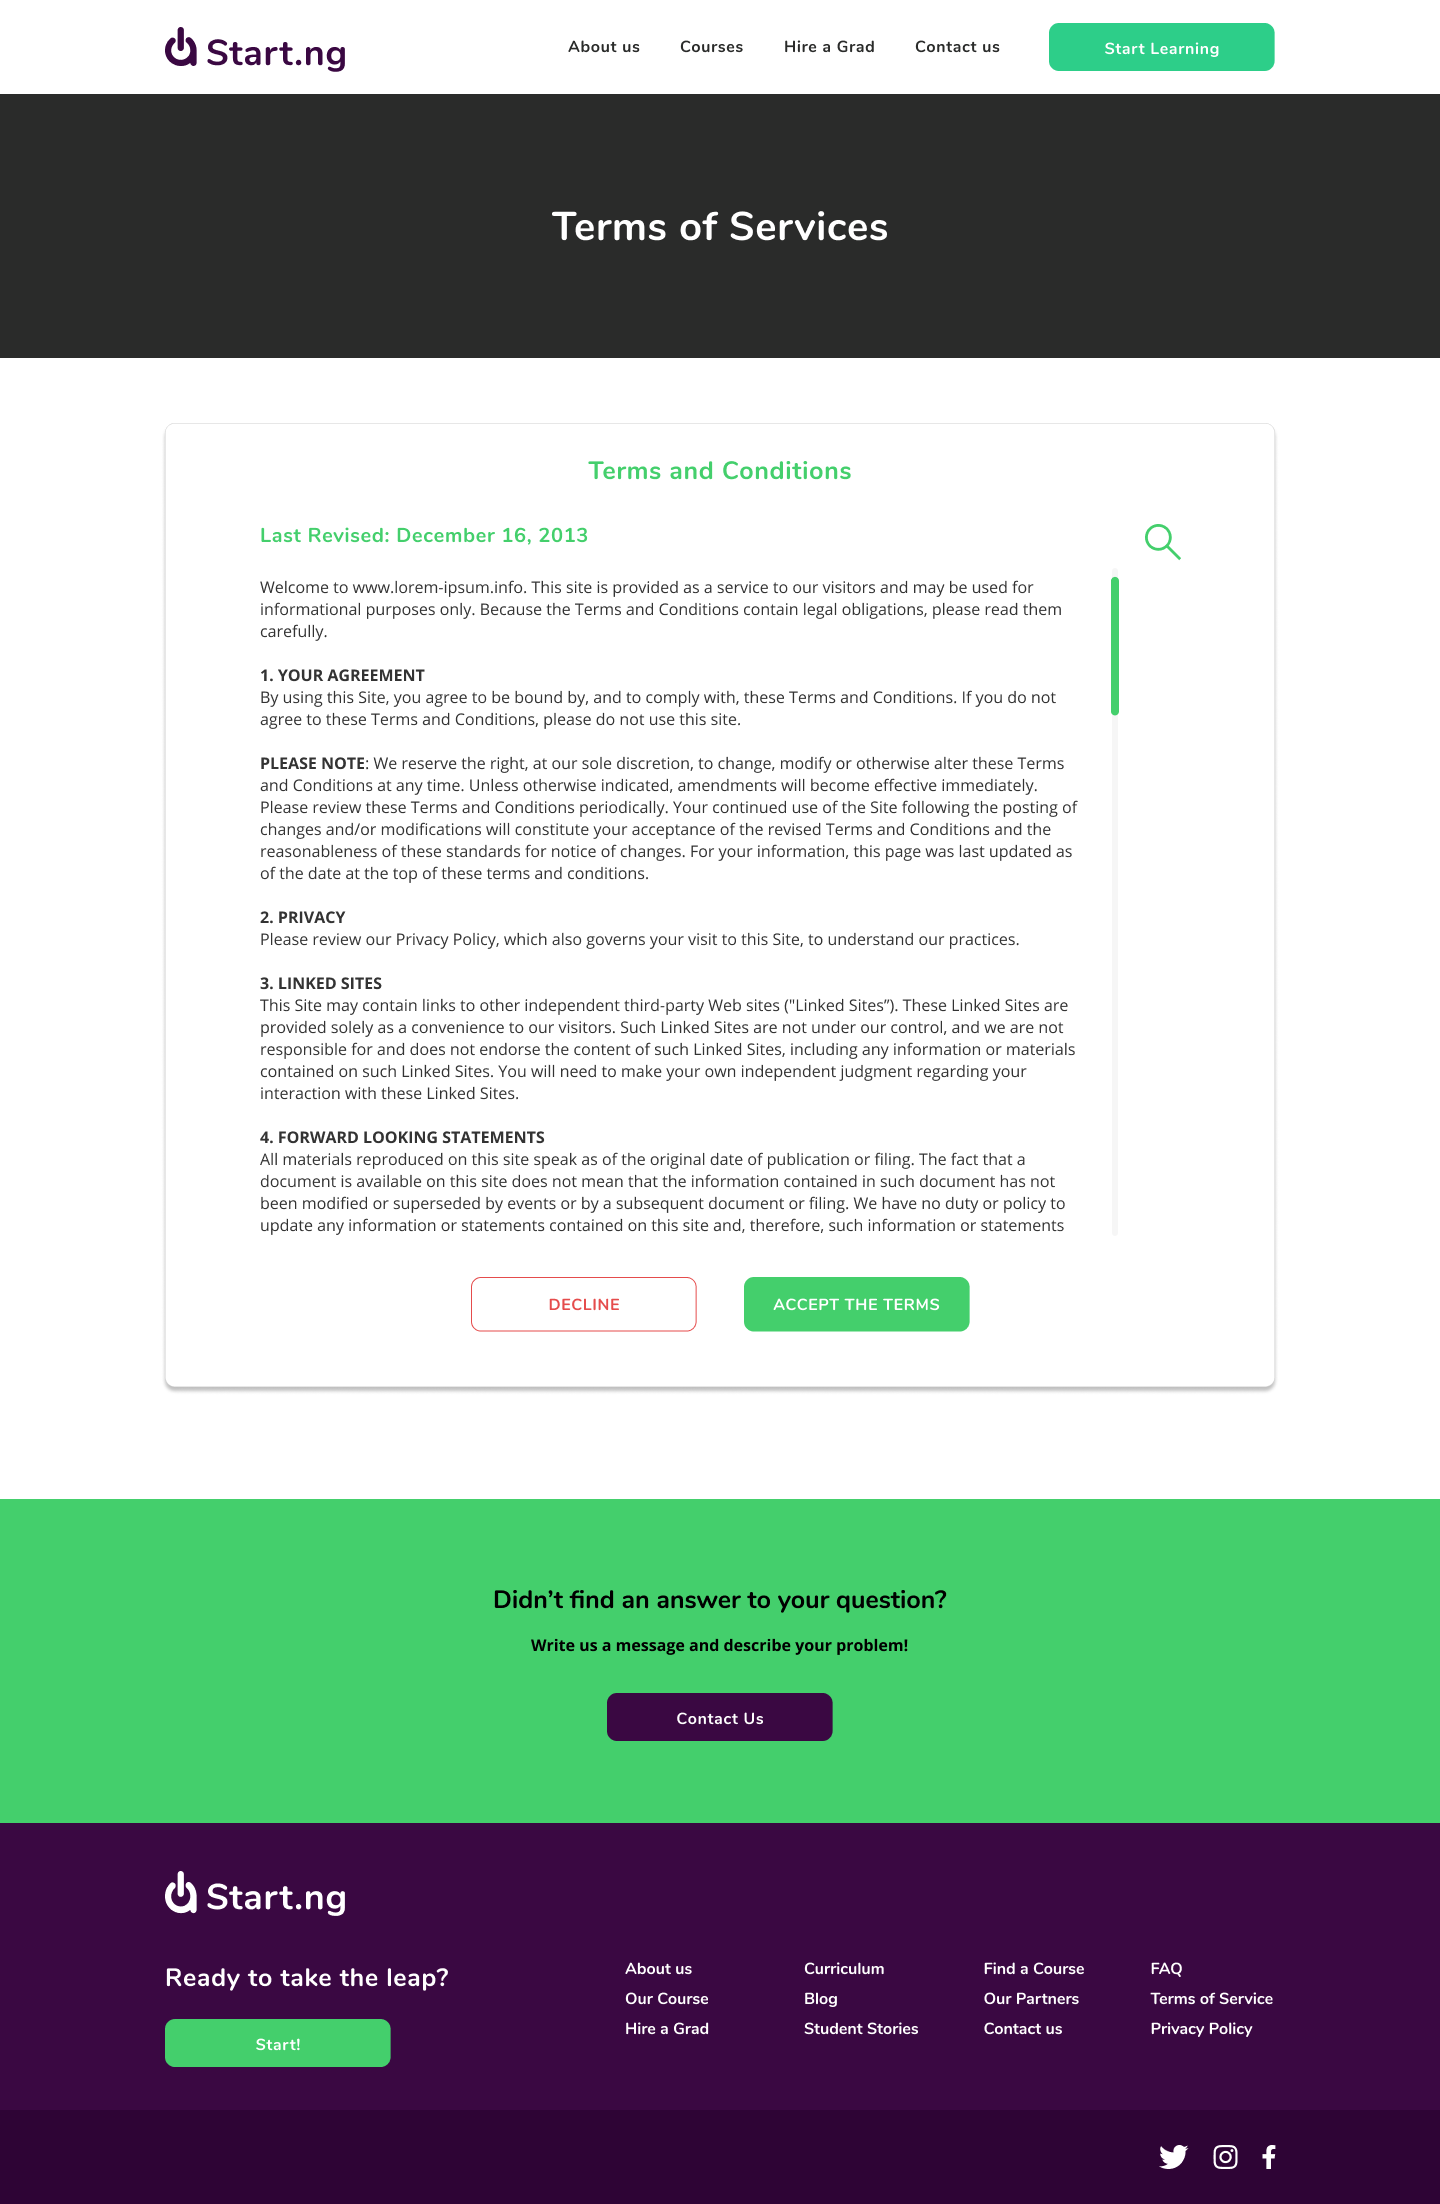 Start.ng
About us
Courses
Hire a Grad
Contact us
Start Learning
Terms of Services
Terms and Conditions
Last Revised: December 16, 2013
Welcome to www.lorem-ipsum.info. This site is provided as a service to our visitors and may be used for
informational purposes only. Because the Terms and Conditions contain legal obligations, please read them
carefully.
1. YOUR AGREEMENT
By using this Site, you agree to be bound by, and to comply with, these Terms and Conditions. If you do not
agree to these Terms and Conditions, please do not use this site.
PLEASE NOTE: We reserve the right, at our sole discretion, to change, modify or otherwise alter these Terms
and Conditions at any time. Unless otherwise indicated, amendments will become effective immediately.
Please review these Terms and Conditions periodically. Your continued use of the Site following the posting of
changes and/or modifications will constitute your acceptance of the revised Terms and Conditions and the
reasonableness of these standards for notice of changes. For your information, this page was last updated as
of the date at the top of these terms and conditions.
2. PRIVACY
Please review our Privacy Policy, which also governs your visit to this Site, to understand our practices.
3. LINKED SITES
This Site may contain links to other independent third-party Web sites ("Linked Sites”). These Linked Sites are
provided solely as a convenience to our visitors. Such Linked Sites are not under our control, and we are not
responsible for and does not endorse the content of such Linked Sites, including any information or materials
contained on such Linked Sites. You will need to make your own independent judgment regarding your
interaction with these Linked Sites.
4. FORWARD LOOKING STATEMENTS
All materials reproduced on this site speak as of the original date of publication or filing. The fact that a
document is available on this site does not mean that the information contained in such document has not
been modified or superseded by events or by a subsequent document or filing. We have no duty or policy to
update any information or statements contained on this site and, therefore, such information or statements
DECLINE
ACCEPT THE TERMS
Didn’t find an answer to your question?
Write us a message and describe your problem!
Contact Us
Start.ng
Ready to take the leap?
Start!
About us
Our Course
Hire a Grad
Curriculum
Blog
Student Stories
Find a Course
Our Partners
Contact us
FAQ
Terms of Service
Privacy Policy